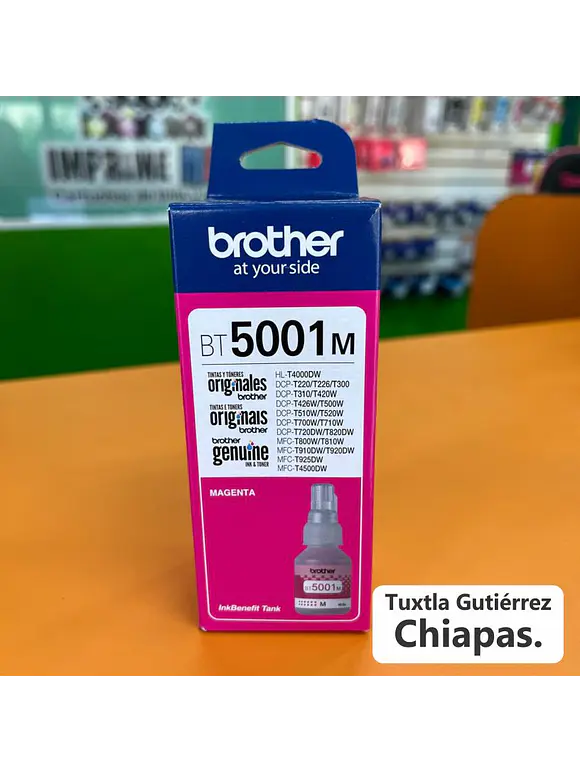 IMPRIME
brother
at your side
BT5001M
TINTAS Y TÓNERES
originales
brother
TINTAS E TONERS
originais
brother
brother
genuine
INK & TONER
HL-T4000DW
DCP-T220/T226/T300
DCP-T310/T420W
DCP-T426W/T500W
DCP-T510W/T520W
DCP-T700W/T710W
DCP-T720DW/T820DW
MFC-T800W/T810W
MFC-T910DW/T920DW
MFC-T925DW
MFC-T4500DW
MAGENTA
brother
BT5001M
M
InkBenefit Tank
Tuxtla Gutiérrez
Chiapas.